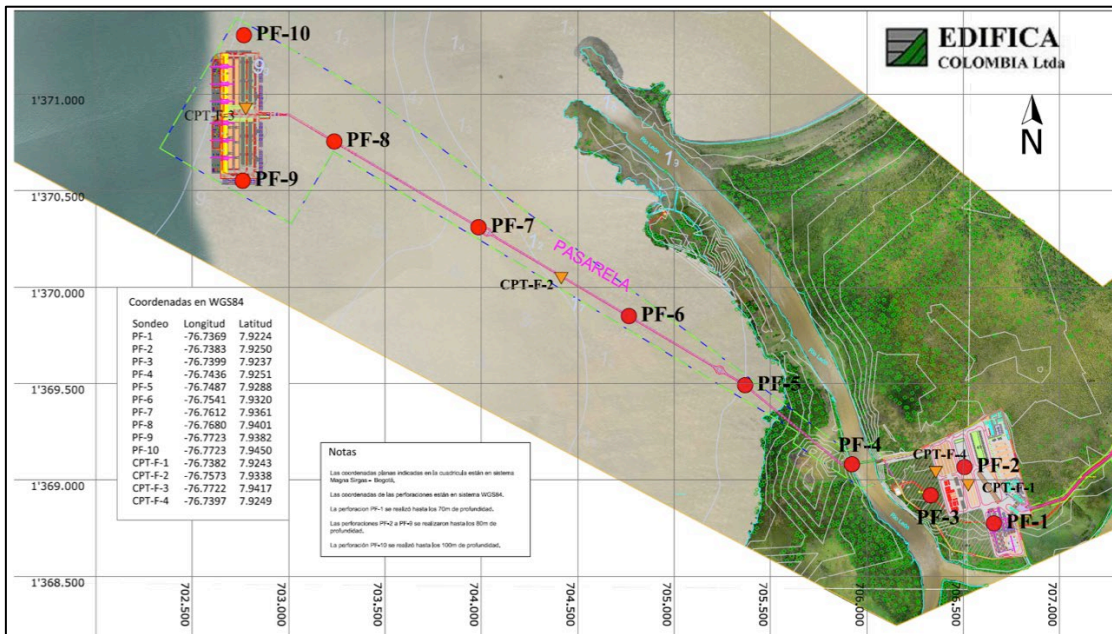 EDIFICA
COLOMBIA Ltda
N
PF-10
CPT-F-3
PF-8
PF-9
PF-7
PASARELA
CPT-F-2
PF-6
PF-5
PF-4
CPT-F-4
PF-2
CPT-F-1
PF-3
PF-1
1'371.000
1'370.500
1'370.000
1'369.500
1'369.000
1'368.500
702.500
703.000
703.500
704.000
704.500
705.000
705.500
706.000
706.500
707.000
Coordenadas en WGS84
Sondeo Longitud Latitud
PF-1 -76.7369 7.9224
PF-2 -76.7383 7.9250
PF-3 -76.7399 7.9237
PF-4 -76.7436 7.9251
PF-5 -76.7487 7.9288
PF-6 -76.7541 7.9320
PF-7 -76.7612 7.9361
PF-8 -76.7680 7.9401
PF-9 -76.7723 7.9382
PF-10 -76.7723 7.9450
CPT-F-1 -76.7382 7.9243
CPT-F-2 -76.7573 7.9338
CPT-F-3 -76.7722 7.9417
CPT-F-4 -76.7397 7.9249
Notas
Las coordenadas planas indicadas en la cuadricula están en sistema
Magna Sirgas - Bogotá.
Las coordenadas de las perforaciones están en sistema WGS84.
La perforacion PF-1 se realizó hasta los 70m de profundidad.
Las perforaciones PF-2 a PF-9 se realizaron hasta los 80m de
profundidad.
La perforación PF-10 se realizó hasta los 100m de profundidad.